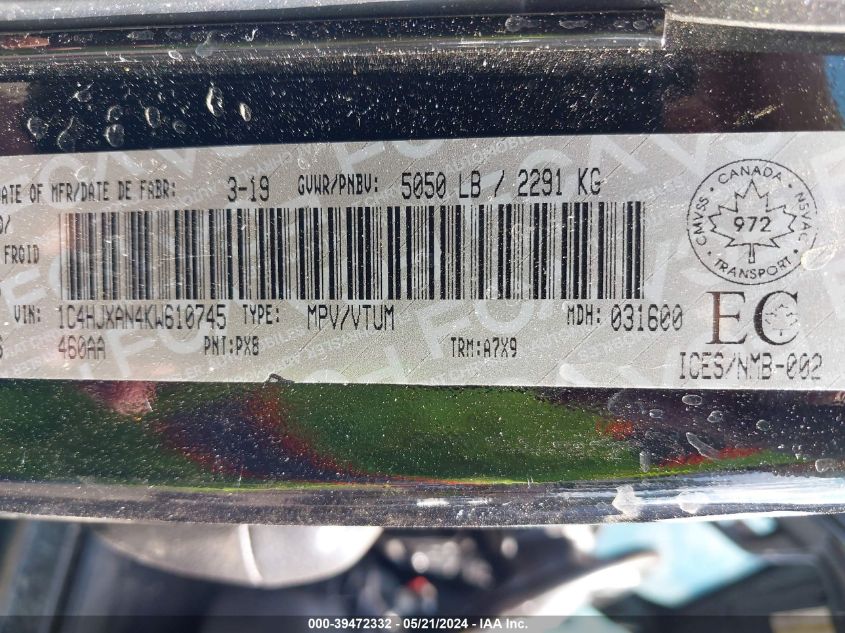 DATE OF MFR/DATE DE FABR: 3-19 GVWR/PNBV: 5050 LB / 2291 KG
FROID
VIN: 1C4HJXAN4KW610745 TYPE: MPV/VTUM MDH: 031600
460AA PNT:PX8 TRM:A7X9
CANADA
CMVSS 972 NSVAC
TRANSPORT
EC
ICES/NMB-002
000-39472332 - 05/21/2024 - IAA, Inc.